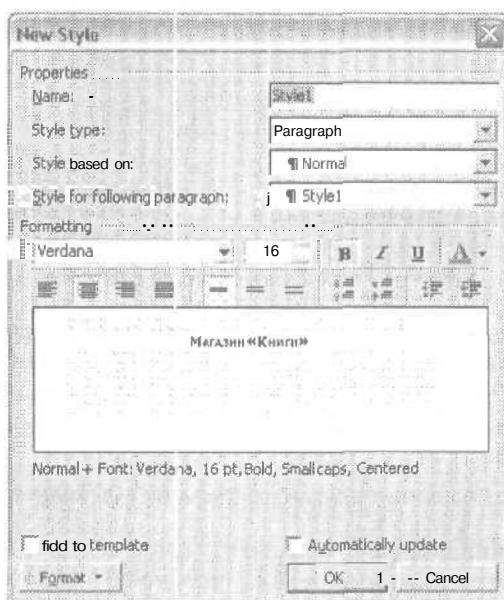 New Style
Properties
Name:
Style1
Style type:
Paragraph
Style based on:
¶ Normal
Style for following paragraph:
¶ Style1
Formatting
Verdana 16 B I U A
Магазин «Книги»
Normal + Font: Verdana, 16 pt, Bold, Small caps, Centered
fidd to template
Automatically update
Format
OK
Cancel